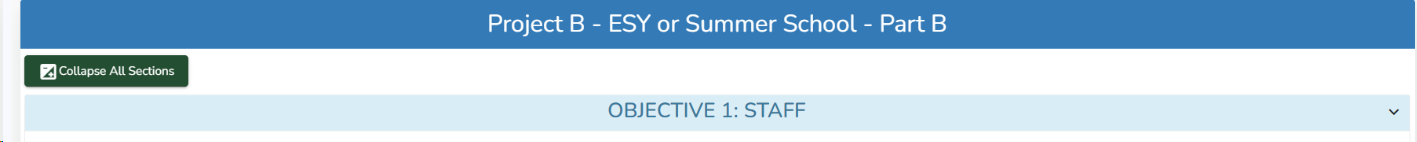 Project B - ESY or Summer School - Part B
Collapse All Sections
OBJECTIVE 1: STAFF